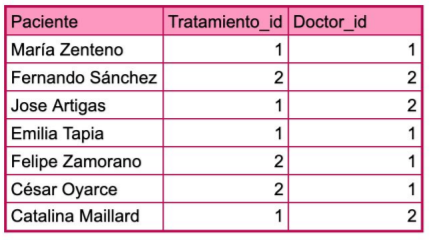 Paciente Tratamiento_id Doctor_id
María Zenteno 1 1
Fernando Sánchez 2 2
Jose Artigas 1 2
Emilia Tapia 1 1
Felipe Zamorano 2 1
César Oyarce 2 1
Catalina Maillard 1 2